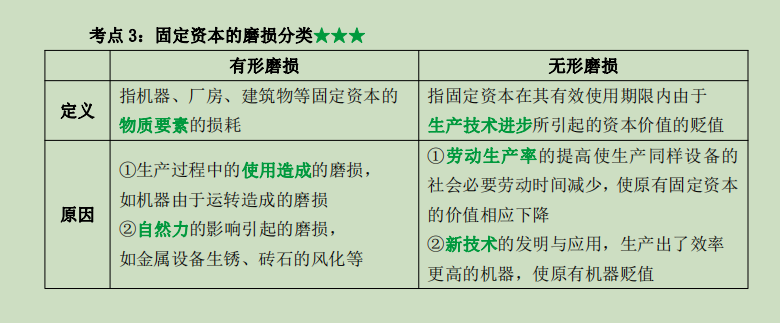 考点 3：固定资本的磨损分类★★★
有形磨损 无形磨损
定义
指机器、厂房、建筑物等固定资本的
物质要素的损耗
指固定资本在其有效使用期限内由于
生产技术进步所引起的资本价值的贬值
原因
①生产过程中的使用造成的磨损，
如机器由于运转造成的磨损
②自然力的影响引起的磨损，
如金属设备生锈、砖石的风化等
①劳动生产率的提高使生产同样设备的
社会必要劳动时间减少，使原有固定资本
的价值相应下降
②新技术的发明与应用，生产出了效率
更高的机器，使原有机器贬值